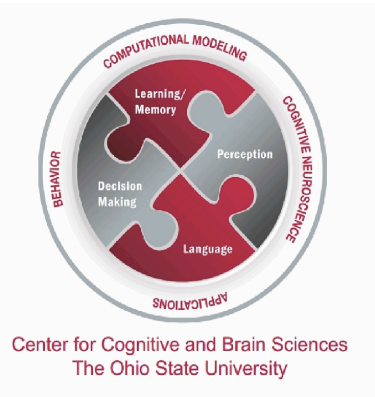 COMPUTATIONAL MODELING
COGNITIVE NEUROSCIENCE
APPLICATIONS
BEHAVIOR
Learning/
Memory
Perception
Decision
Making
Language
Center for Cognitive and Brain Sciences
The Ohio State University